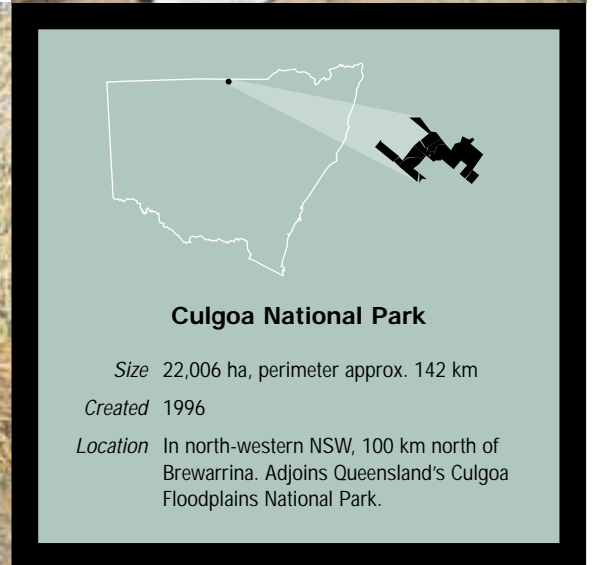 Culgoa National Park
Size 22,006 ha, perimeter approx. 142 km
Created 1996
Location In north-western NSW, 100 km north of
Brewarrina. Adjoins Queensland's Culgoa
Floodplains National Park.